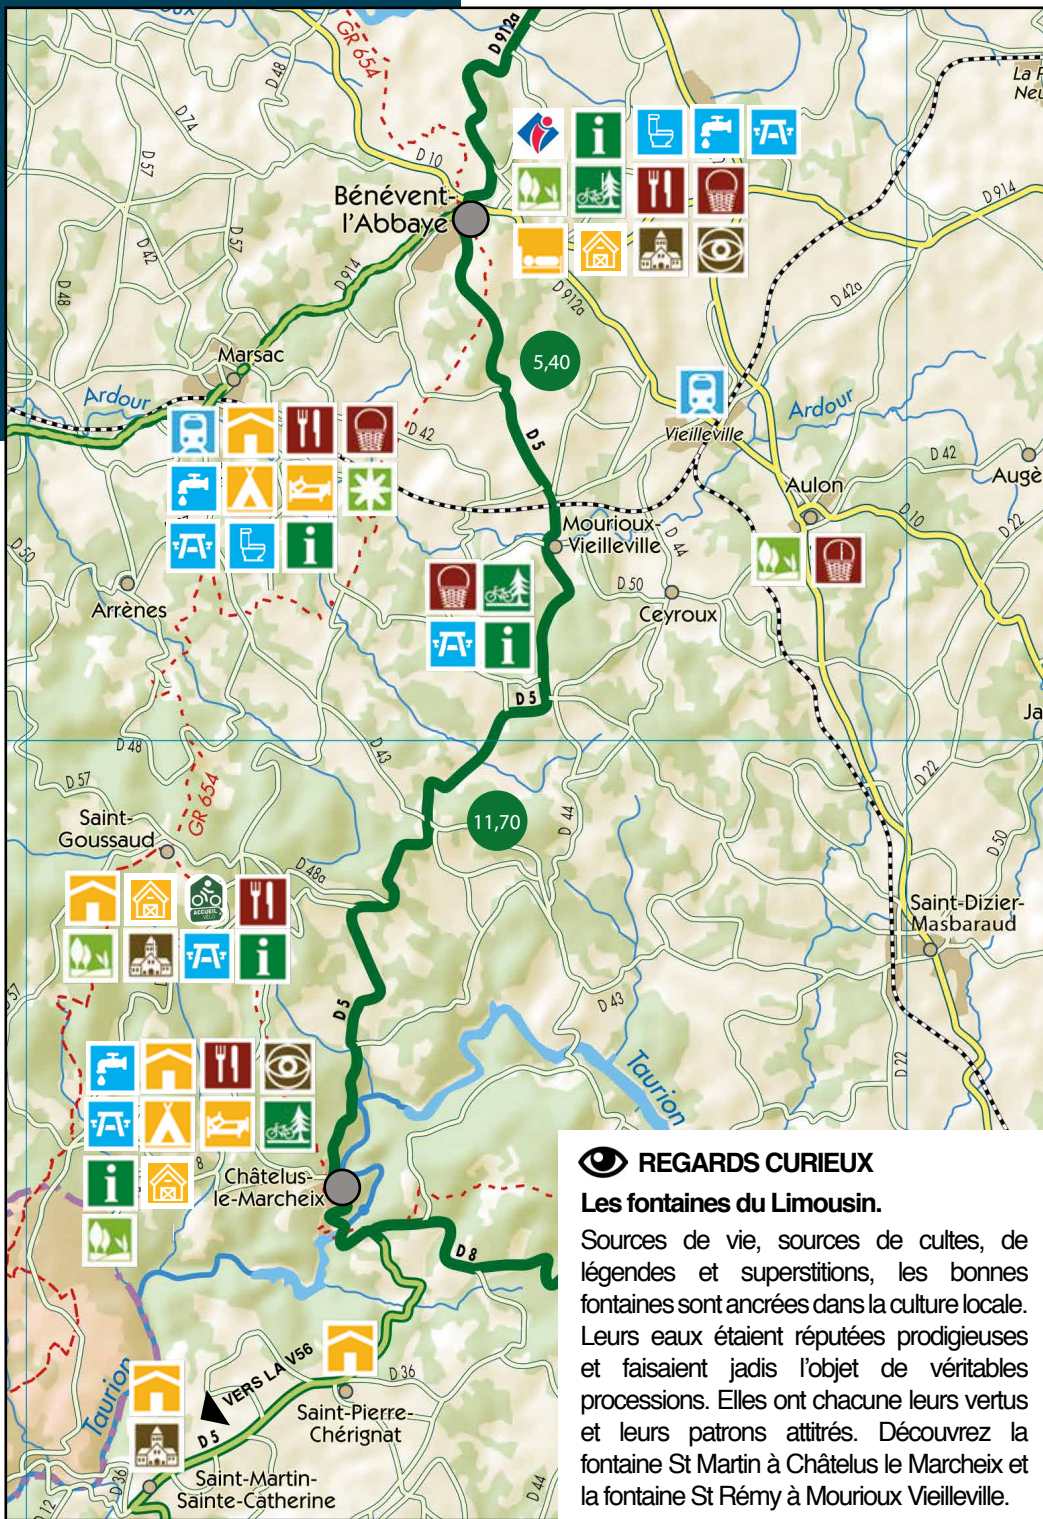 GR 654
D 912a
D 48
La
Neu
D 74
D 57
D 10
Bénévent-
l'Abbaye
D 914
D 57
D 42
D 914
D 48
D 912a
D 42a
5,40
Marsac
Ardour
Ardour
Vieilleville
D 42
D 5
D 42
Augè
Aulon
D 10
D 22
Mourioux-
Vieilleville
D 44
D 50
D 50
Arrènes
Ceyroux
D 5
Ja
D 48
D 43
D 57
D 22
GR 654
Saint-
Goussaud
11,70
D 44
D 50
D 48a
ACCUEIL
VÉLO
Saint-Dizier-
Masbaraud
D 5
D 43
57
Taurion
D 22
8
Châtelus-
le-Marcheix
D 8
VERS LA V56
D 36
Taurion
Saint-Pierre-
Chérignat
D 5
D 36
Saint-Martin-
Sainte-Catherine
D 12
D 44
REGARDS CURIEUX
Les fontaines du Limousin.
Sources de vie, sources de cultes, de
légendes et superstitions, les bonnes
fontaines sont ancrées dans la culture locale.
Leurs eaux étaient réputées prodigieuses
et faisaient jadis l'objet de véritables
processions. Elles ont chacune leurs vertus
et leurs patrons attitrés. Découvrez la
fontaine St Martin à Châtelus le Marcheix et
la fontaine St Rémy à Mourioux Vieilleville.